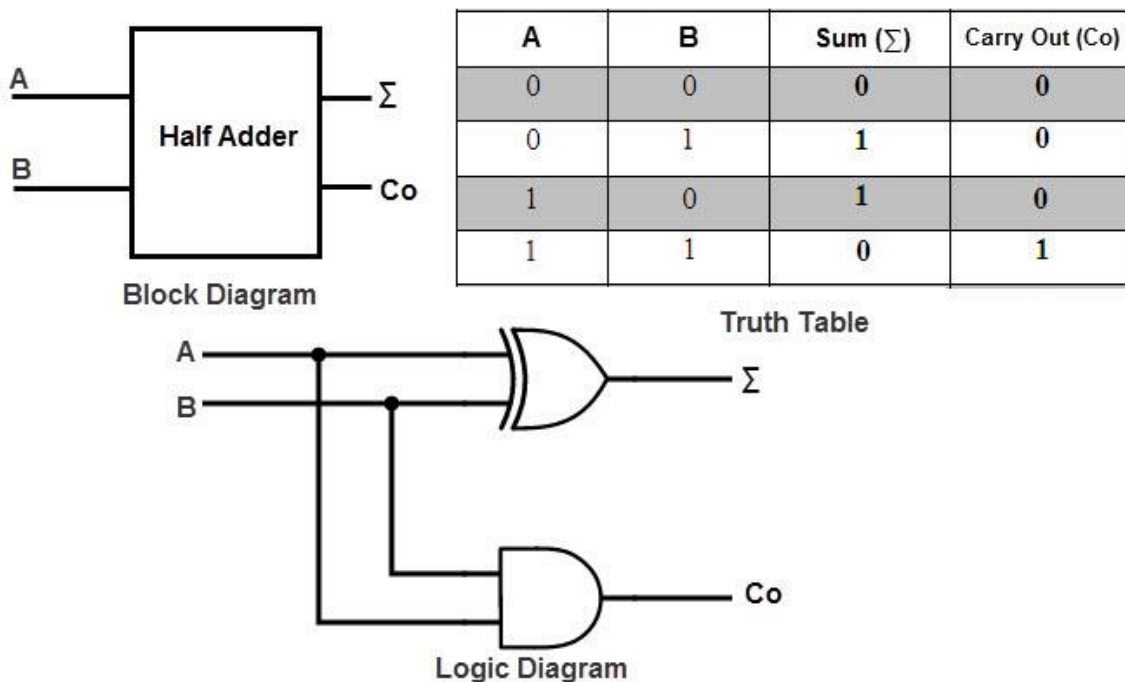 A
B
Half Adder
Σ
Co
Block Diagram
A B Sum (∑) Carry Out (Co)
0 0 0 0
0 1 1 0
1 0 1 0
1 1 0 1
Truth Table
A
B
Σ
Co
Logic Diagram